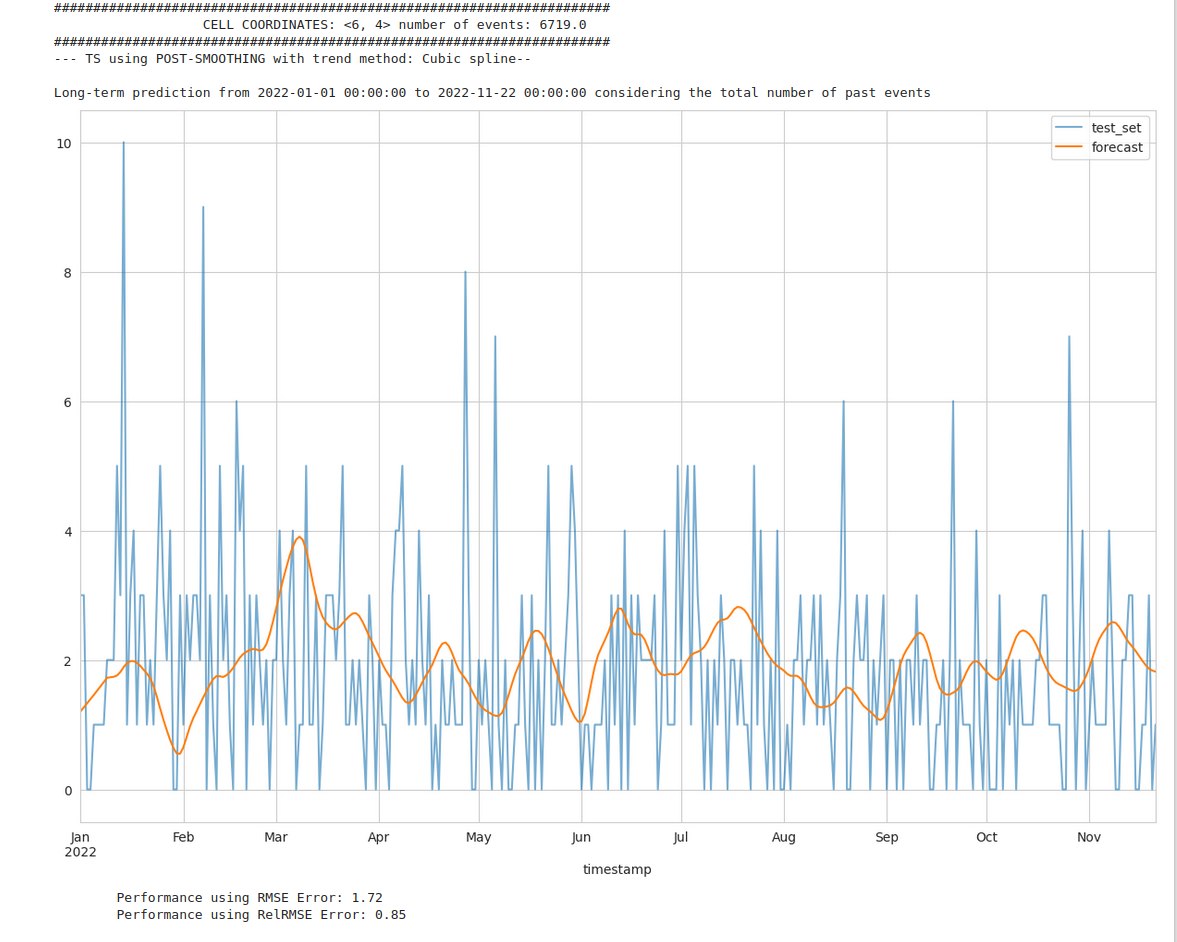 ######################################################################
CELL COORDINATES: <6, 4> number of events: 6719.0
######################################################################
--- TS using POST-SMOOTHING with trend method: Cubic spline--
Long-term prediction from 2022-01-01 00:00:00 to 2022-11-22 00:00:00 considering the total number of past events
test_set
forecast
10
8
6
4
2
0
Jan Feb Mar Apr May Jun Jul Aug Sep Oct Nov
2022
timestamp
Performance using RMSE Error: 1.72
Performance using RelRMSE Error: 0.85